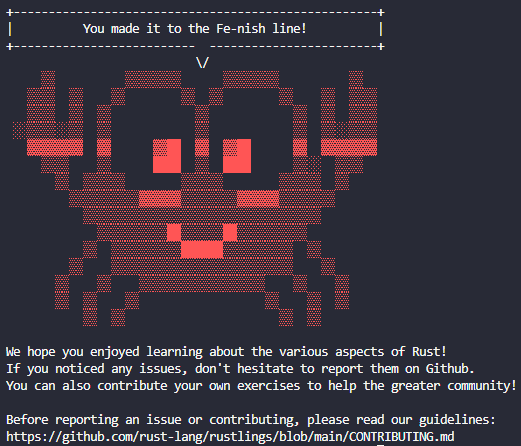 You made it to the Fe-nish line!
We hope you enjoyed learning about the various aspects of Rust!
If you noticed any issues, don't hesitate to report them on Github.
You can also contribute your own exercises to help the greater community!
Before reporting an issue or contributing, please read our guidelines:
https://github.com/rust-lang/rustlings/blob/main/CONTRIBUTING.md